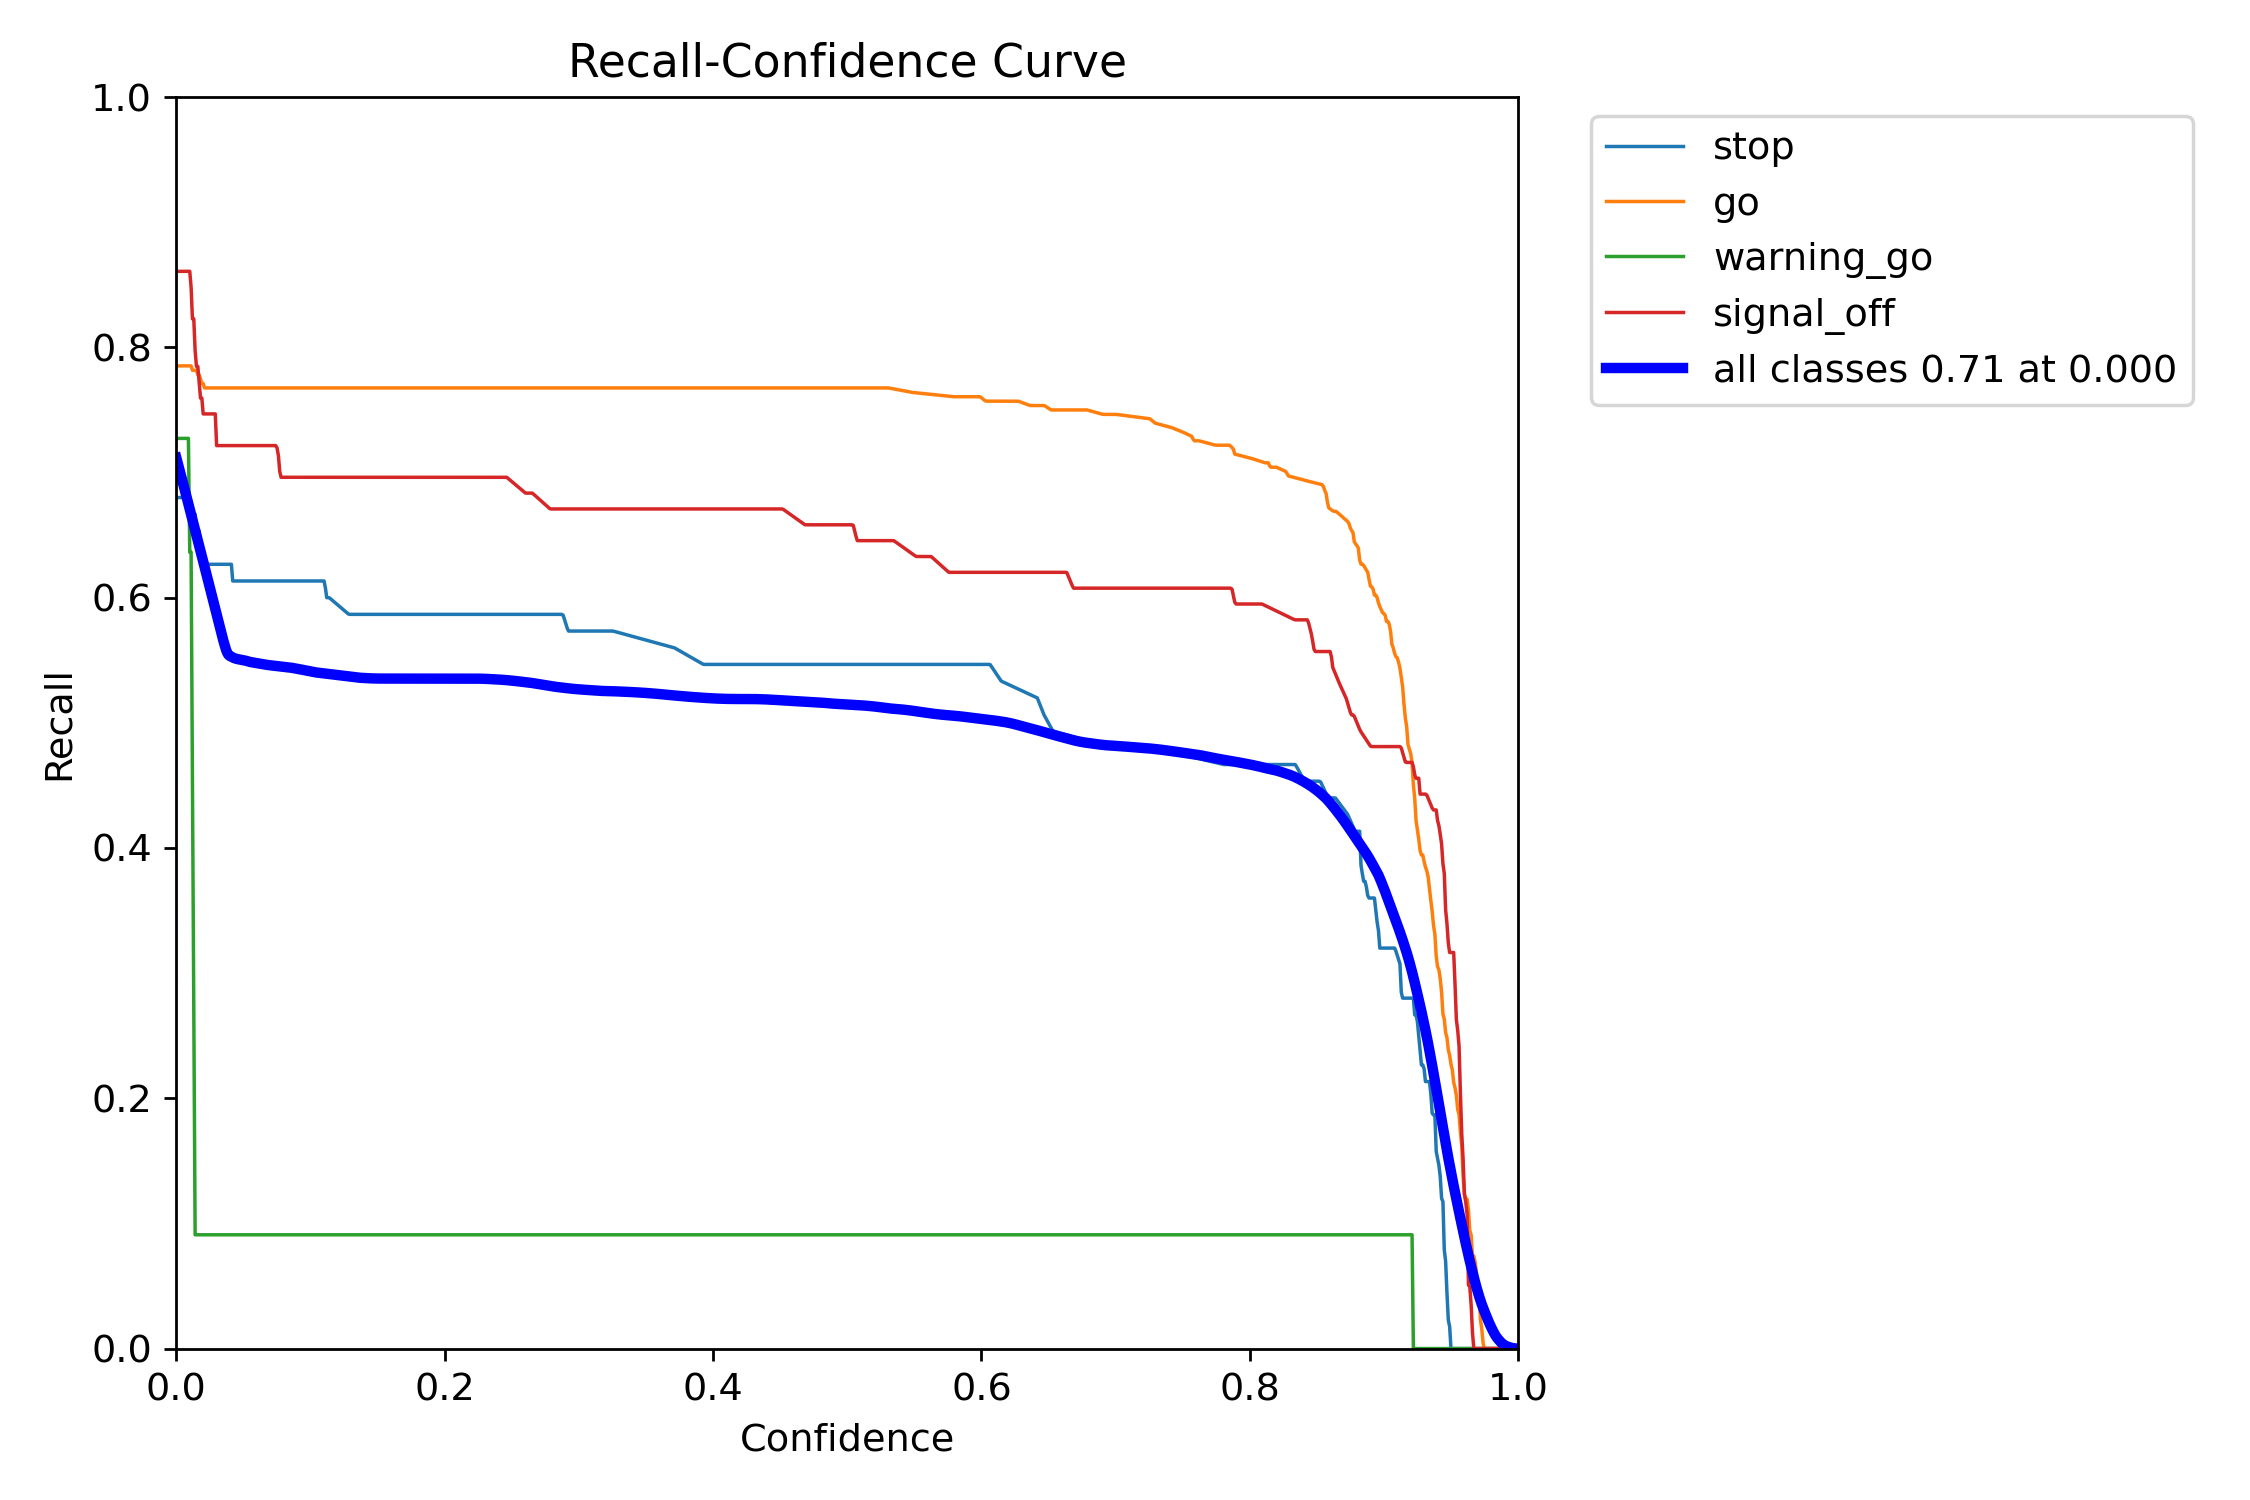 Recall-Confidence Curve
1.0
0.8
0.6
0.4
0.2
0.0
Recall
0.0 0.2 0.4 0.6 0.8 1.0
Confidence
stop
go
warning_go
signal_off
all classes 0.71 at 0.000